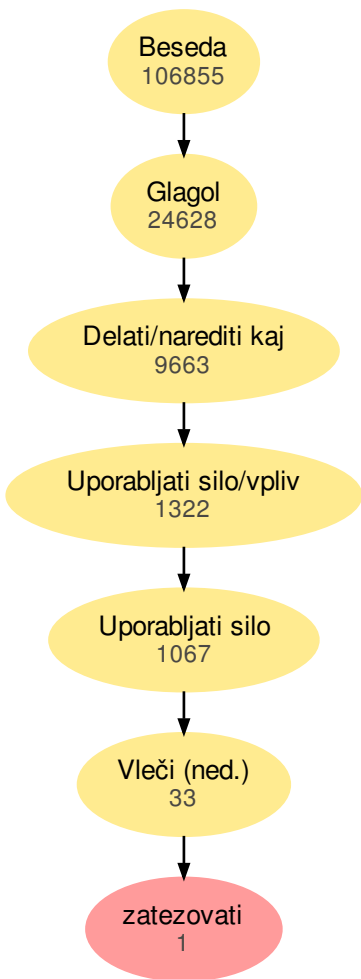 Beseda
106855
Glagol
24628
Delati/narediti kaj
9663
Uporabljati silo/vpliv
1322
Uporabljati silo
1067
Vleči (ned.)
33
zatezovati
1